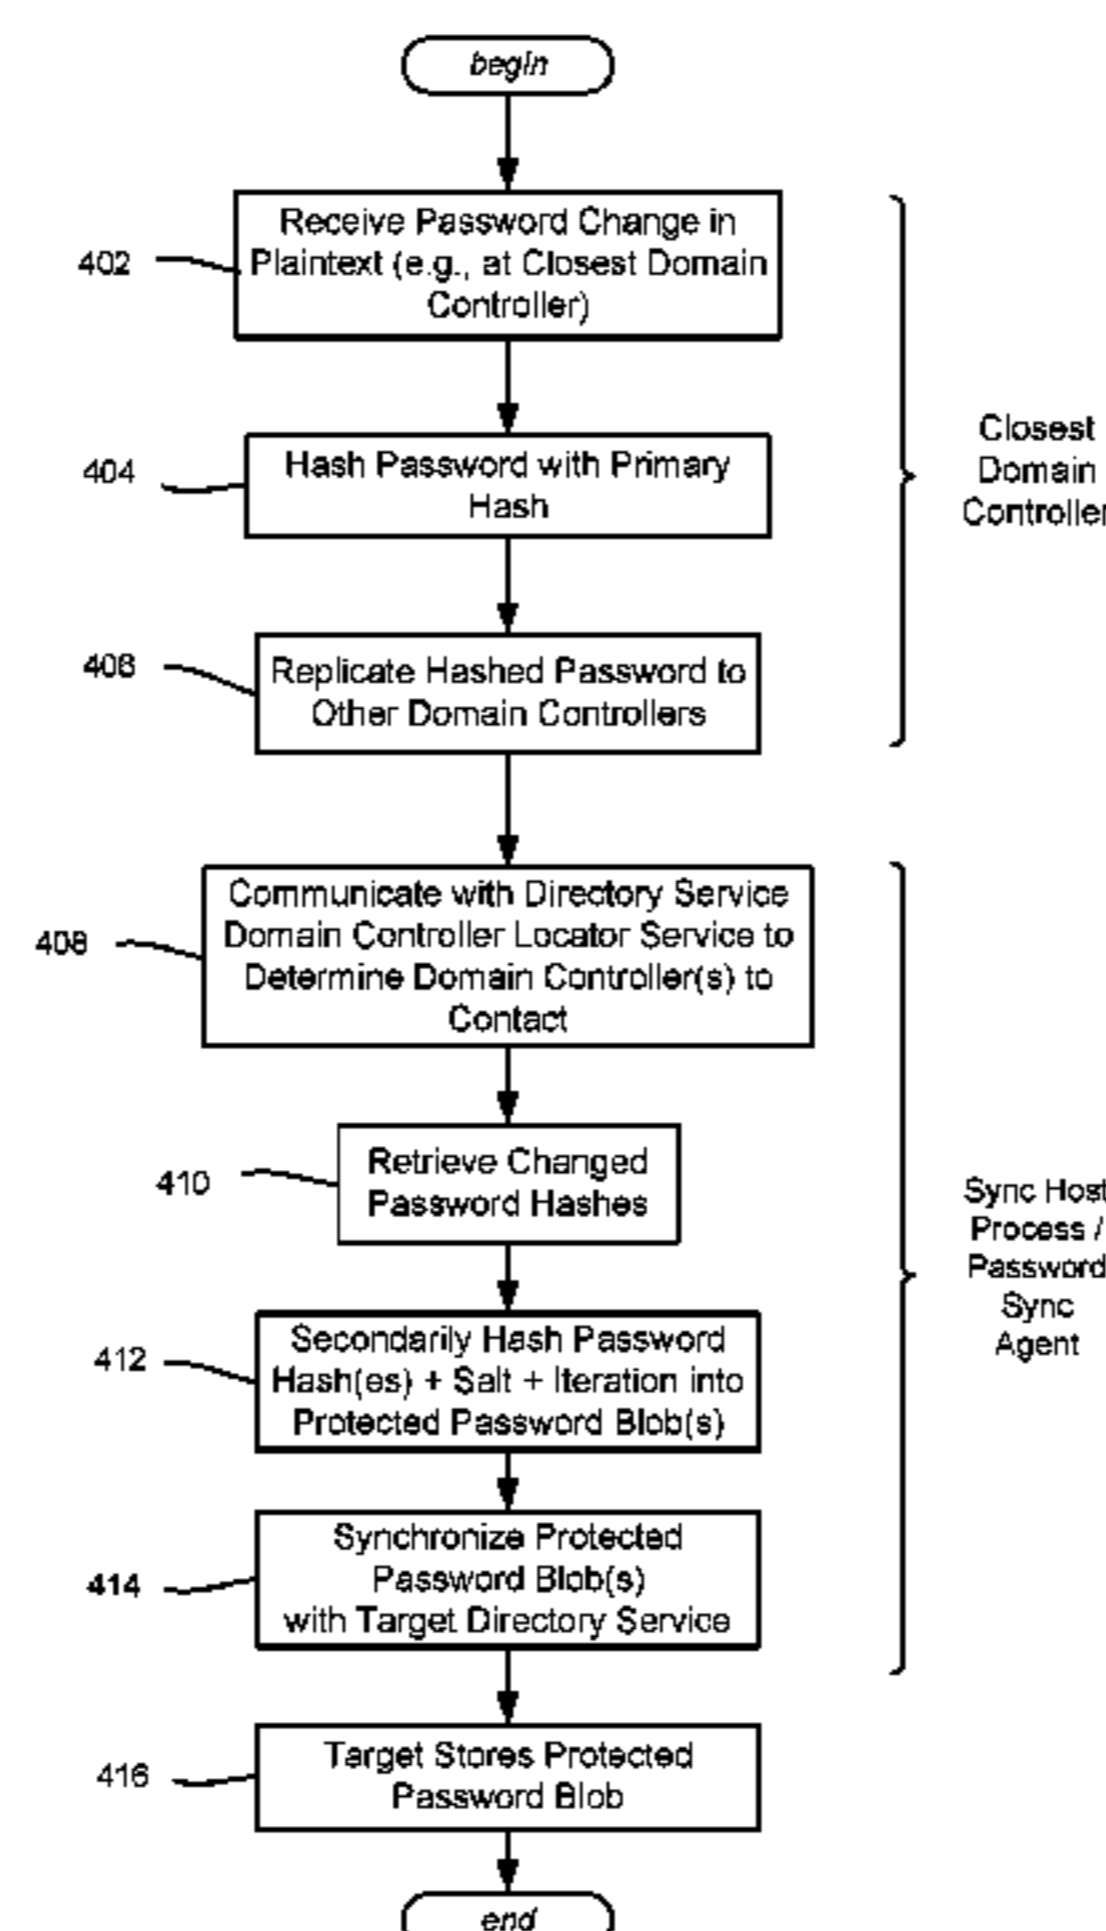 begin
402
Receive Password Change in
Plaintext (e.g., at Closest Domain
Controller)
404
Hash Password with Primary
Hash
406
Replicate Hashed Password to
Other Domain Controllers
Closest
Domain
Controller
408
Communicate with Directory Service
Domain Controller Locator Service to
Determine Domain Controller(s) to
Contact
410
Retrieve Changed
Password Hashes
412
Secondarily Hash Password
Hash(es) + Salt + Iteration into
Protected Password Blob(s)
414
Synchronize Protected
Password Blob(s)
with Target Directory Service
Sync Host
Process /
Password
Sync
Agent
416
Target Stores Protected
Password Blob
end